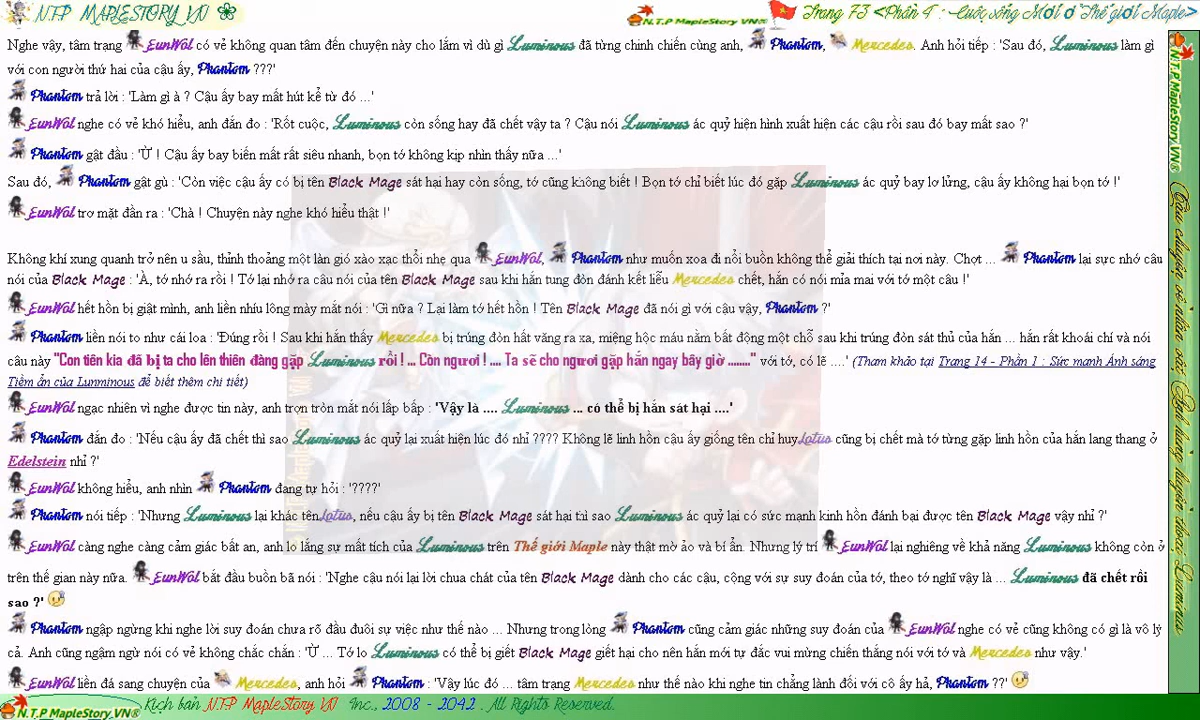 N.T.P MAPLESTORY VN
N.T.P MapleStory VN®
Trang 73 <Phần 4 : Cuộc sống Mới ở Thế giới Maple>
Nghe vậy, tâm trạng EunWol có vẻ không quan tâm đến chuyện này cho lắm vì dù gì Luminous đã từng chinh chiến cùng anh, Phantom, Mercedes. Anh hỏi tiếp : 'Sau đó, Luminous làm gì
với con người thứ hai của cậu ấy, Phantom ???'
Phantom trả lời : 'Làm gì à ? Cậu ấy bay mất hút kể từ đó ...'
EunWol nghe có vẻ khó hiểu, anh đắn đo : 'Rốt cuộc, Luminous còn sống hay đã chết vậy ta ? Cậu nói Luminous ác quỷ hiện hình xuất hiện các cậu rồi sau đó bay mất sao ?'
Phantom gật đầu : 'Ừ ! Cậu ấy bay biến mất rất siêu nhanh, bọn tớ không kịp nhìn thấy nữa ...'
Sau đó, Phantom gật gù : 'Còn việc cậu ấy có bị tên Black Mage sát hại hay còn sống, tớ cũng không biết ! Bọn tớ chỉ biết lúc đó gặp Luminous ác quỷ bay lơ lửng, cậu ấy không hại bọn tớ !'
EunWol trơ mặt đần ra : 'Chà ! Chuyện này nghe khó hiểu thật !'
Không khí xung quanh trở nên u sầu, thỉnh thoảng một làn gió xào xạc thổi nhẹ qua EunWol, Phantom như muốn xoa đi nỗi buồn không thể giải thích tại nơi này. Chợt ... Phantom lại sực nhớ câu
nói của Black Mage : 'À, tớ nhớ ra rồi ! Tớ lại nhớ ra câu nói của tên Black Mage sau khi hắn tung đòn đánh kết liễu Mercedes chết, hắn có nói mỉa mai với tớ một câu !'
EunWol hết hồn bị giật mình, anh liền nhíu lông mày mắt nói : 'Gì nữa ? Lại làm tớ hết hồn ! Tên Black Mage đã nói gì với cậu vậy, Phantom ?'
Phantom liền nói to như cái loa : 'Đúng rồi ! Sau khi hắn thấy Mercedes bị trúng đòn hất văng ra xa, miệng hộc máu nằm bất động một chỗ sau khi trúng đòn sát thủ của hắn ... hắn rất khoái chí và nói
câu này "Con tiên kia đã bị ta cho lên thiên đàng gặp Luminous rồi ! ... Còn ngươi ! .... Ta sẽ cho ngươi gặp hắn ngay bây giờ ........" với tớ, có lẽ ....' (Tham khảo tại Trang 14 - Phần 1 : Sức mạnh Ánh sáng
Tiềm ẩn của Lunminous để biết thêm chi tiết)
EunWol ngạc nhiên vì nghe được tin này, anh trợn tròn mắt nói lắp bắp : 'Vậy là .... Luminous ... có thể bị hắn sát hại ....'
Phantom đắn đo : 'Nếu cậu ấy đã chết thì sao Luminous ác quỷ lại xuất hiện lúc đó nhỉ ???? Không lẽ linh hồn cậu ấy giống tên chỉ huy Lotus cũng bị chết mà tớ từng gặp linh hồn của hắn lang thang ở
Edelstein nhỉ ?'
EunWol không hiểu, anh nhìn Phantom đang tự hỏi : '????'
Phantom nói tiếp : 'Nhưng Luminous lại khác tên Lotus, nếu cậu ấy bị tên Black Mage sát hại thì sao Luminous ác quỷ lại có sức mạnh kinh hồn đánh bại được tên Black Mage vậy nhỉ ?'
EunWol càng nghe càng cảm giác bất an, anh lo lắng sự mất tích của Luminous trên Thế giới Maple này thật mờ ảo và bí ẩn. Nhưng lý trí EunWol lại nghiêng về khả năng Luminous không còn ở
trên thế gian này nữa. EunWol bắt đầu buồn bã nói : 'Nghe cậu nói lại lời chua chát của tên Black Mage dành cho các cậu, cộng với sự suy đoán của tớ, theo tớ nghĩ vậy là ... Luminous đã chết rồi
sao ?'
Phantom ngập ngừng khi nghe lời suy đoán chưa rõ đầu đuôi sự việc như thế nào ... Nhưng trong lòng Phantom cũng cảm giác những suy đoán của EunWol nghe có vẻ cũng không có gì là vô lý
cả. Anh cũng ngậm ngừ nói có vẻ không chắc chắn : 'Ừ ... Tớ lo Luminous có thể bị giết Black Mage giết hại cho nên hắn mới tự đắc vui mừng chiến thắng nói với tớ và Mercedes như vậy.'
EunWol liền đá sang chuyện của Mercedes, anh hỏi Phantom : 'Vậy lúc đó ... tâm trạng Mercedes như thế nào khi nghe tin chẳng lành đối với cô ấy hả, Phantom ??'
N.T.P MapleStory VN®
N.T.P MapleStory VN®
Kịch bản N.T.P MapleStory VN Inc., 2008 - 2042 . All Rights Reserved.